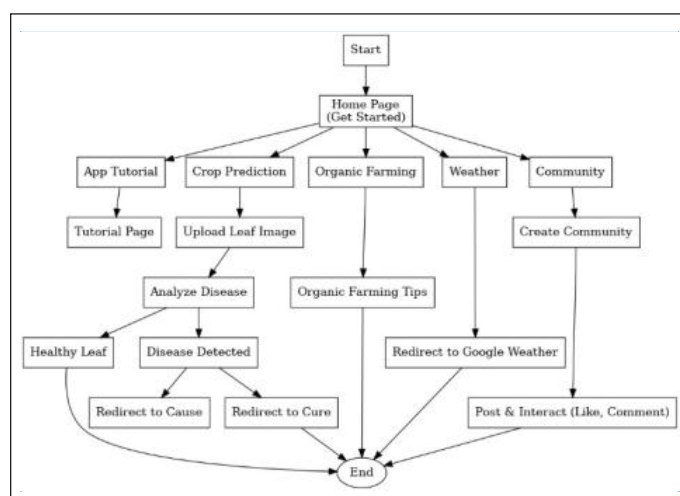 Start
Home Page
(Get Started)
App Tutorial
Crop Prediction
Organic Farming
Weather
Community
Tutorial Page
Upload Leaf Image
Create Community
Analyze Disease
Organic Farming Tips
Healthy Leaf
Disease Detected
Redirect to Google Weather
Redirect to Cause
Redirect to Cure
Post & Interact (Like, Comment)
End